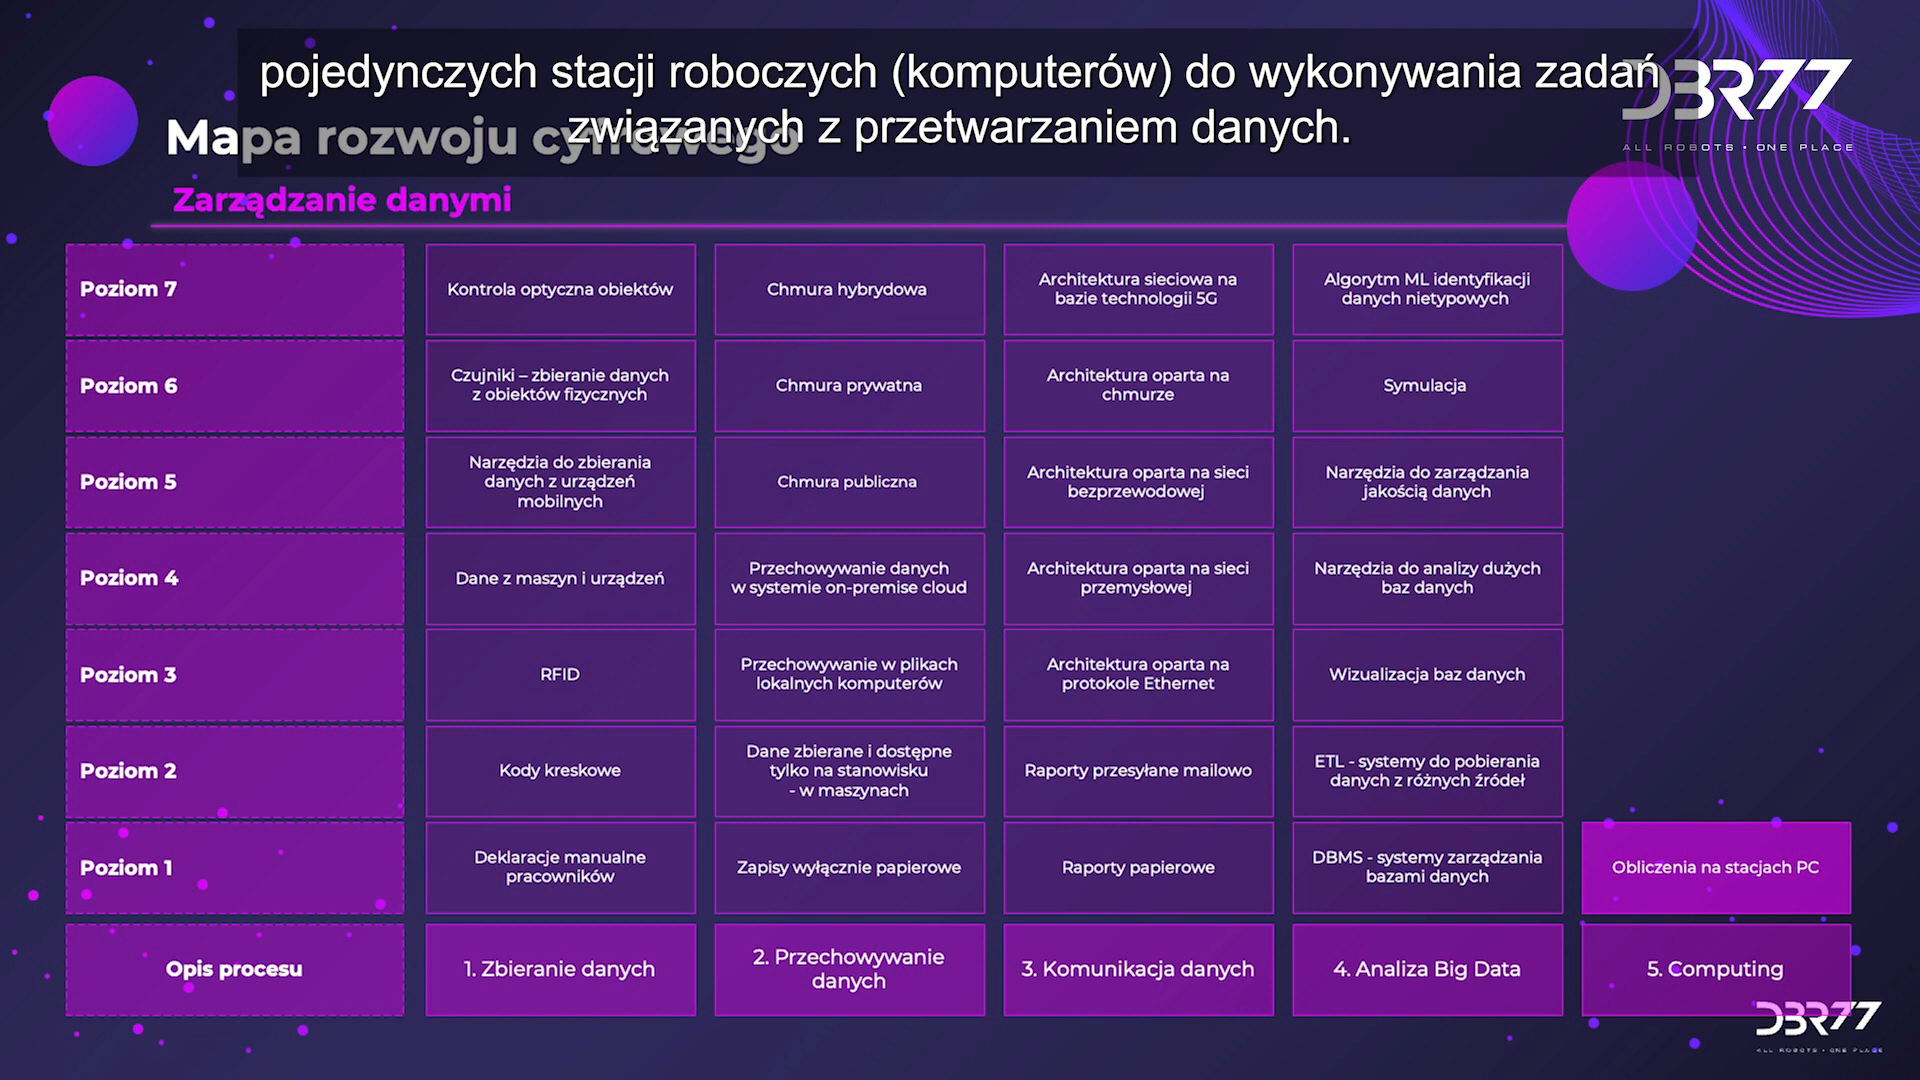 pojedynczych stacji roboczych (komputerów) do wykonywania zadań
związanych z przetwarzaniem danych.
DBR77
ALL ROBOTS • ONE PLACE
Mapa rozwoju cyfrowego
Zarządzanie danymi
Poziom 7
Kontrola optyczna obiektów
Chmura hybrydowa
Architektura sieciowa na
bazie technologii 5G
Algorytm ML identyfikacji
danych nietypowych
Poziom 6
Czujniki – zbieranie danych
z obiektów fizycznych
Chmura prywatna
Architektura oparta na
chmurze
Symulacja
Poziom 5
Narzędzia do zbierania
danych z urządzeń
mobilnych
Chmura publiczna
Architektura oparta na sieci
bezprzewodowej
Narzędzia do zarządzania
jakością danych
Poziom 4
Dane z maszyn i urządzeń
Przechowywanie danych
w systemie on-premise cloud
Architektura oparta na sieci
przemysłowej
Narzędzia do analizy dużych
baz danych
Poziom 3
RFID
Przechowywanie w plikach
lokalnych komputerów
Architektura oparta na
protokole Ethernet
Wizualizacja baz danych
Poziom 2
Kody kreskowe
Dane zbierane i dostępne
tylko na stanowisku
- w maszynach
Raporty przesyłane mailowo
ETL - systemy do pobierania
danych z różnych źródeł
Poziom 1
Deklaracje manualne
pracowników
Zapisy wyłącznie papierowe
Raporty papierowe
DBMS - systemy zarządzania
bazami danych
Obliczenia na stacjach PC
Opis procesu
1. Zbieranie danych
2. Przechowywanie
danych
3. Komunikacja danych
4. Analiza Big Data
5. Computing
DBR77
ALL ROBOTS • ONE PLACE